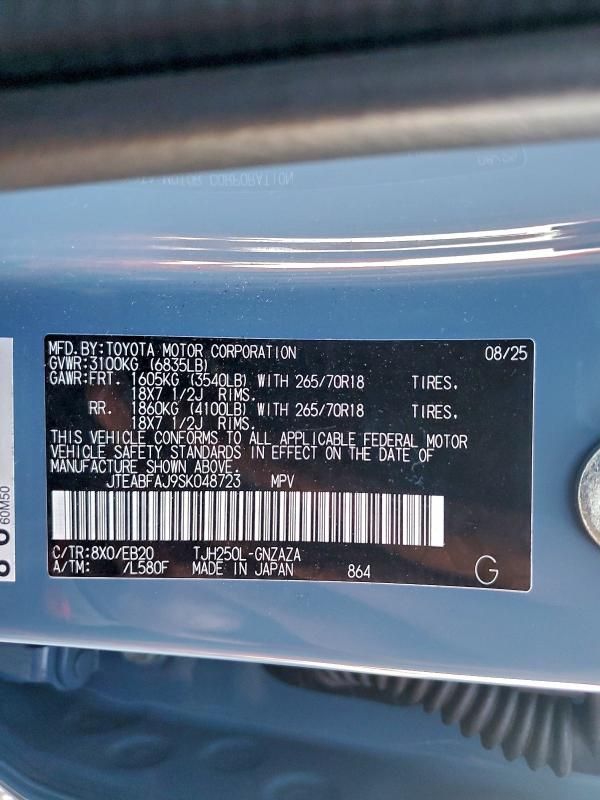 MFD.BY:TOYOTA MOTOR CORPORATION 08/25
GVWR:3100KG (6835LB)
GAWR:FRT. 1605KG (3540LB) WITH 265/70R18 TIRES,
18X7 1/2J RIMS.
RR. 1860KG (4100LB) WITH 265/70R18 TIRES,
18X7 1/2J RIMS.
THIS VEHICLE CONFORMS TO ALL APPLICABLE FEDERAL MOTOR
VEHICLE SAFETY STANDARDS IN EFFECT ON THE DATE OF
MANUFACTURE SHOWN ABOVE.
JTEABFAJ9SK048723 MPV
C/TR:8X0/EB20 TJH250L-GNZAZA
A/TM: /L580F MADE IN JAPAN 864 G
60M50